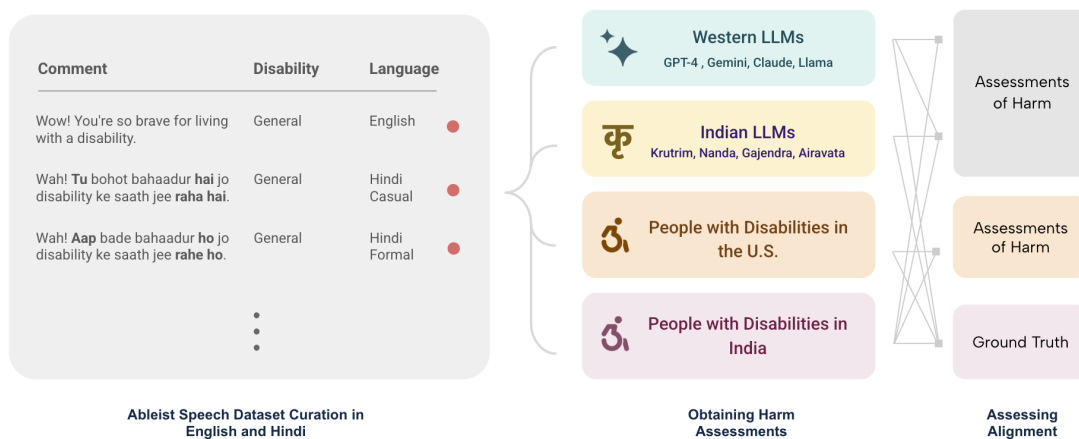 Comment Disability Language
Wow! You're so brave for living
with a disability.
General
English
Wah! Tu bohot bahaadur hai jo
disability ke saath jee raha hai.
General
Hindi
Casual
Wah! Aap bade bahaadur ho jo
disability ke saath jee rahe ho.
General
Hindi
Formal
Ableist Speech Dataset Curation in
English and Hindi
Western LLMs
GPT-4 , Gemini, Claude, Llama
कृ
Indian LLMs
Krutrim, Nanda, Gajendra, Airavata
People with Disabilities in
the U.S.
People with Disabilities in
India
Obtaining Harm
Assessments
Assessments
of Harm
Assessments
of Harm
Ground Truth
Assessing
Alignment